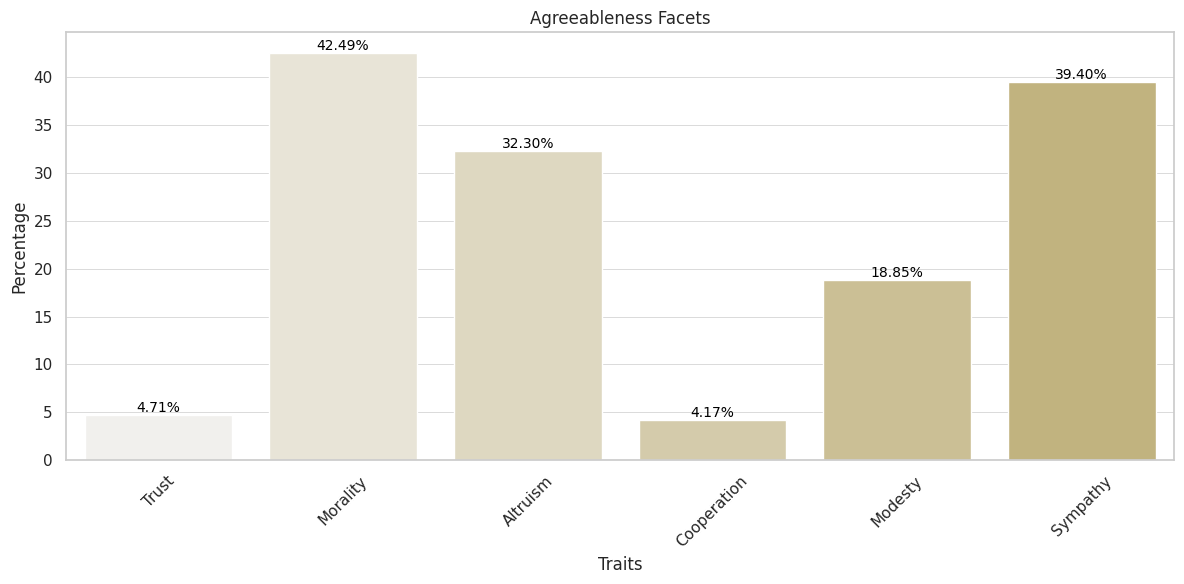 Agreeableness Facets
42.49%
39.40%
32.30%
18.85%
4.71%
4.17%
40
35
30
25
20
15
10
5
0
Percentage
Trust
Morality
Altruism
Cooperation
Modesty
Sympathy
Traits